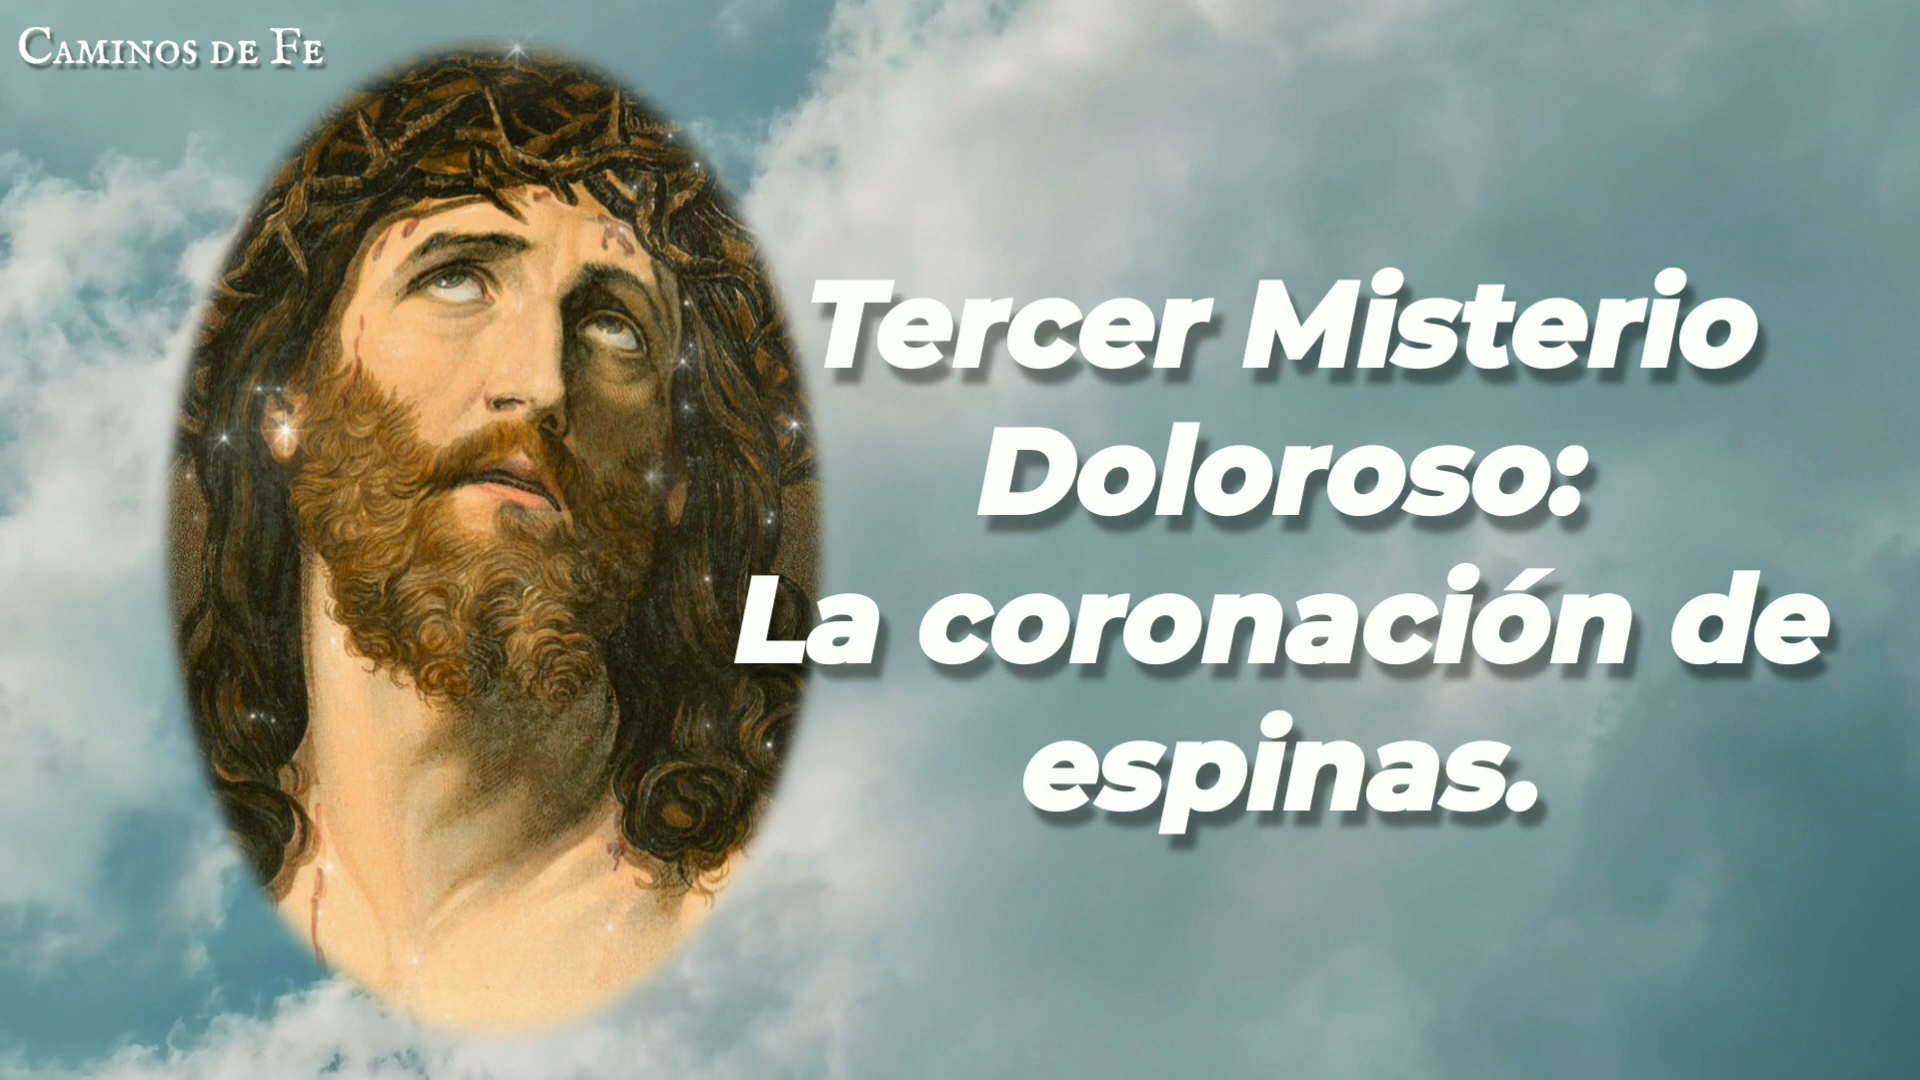 Caminos de Fe
Tercer Misterio
Doloroso:
La coronación de
espinas.